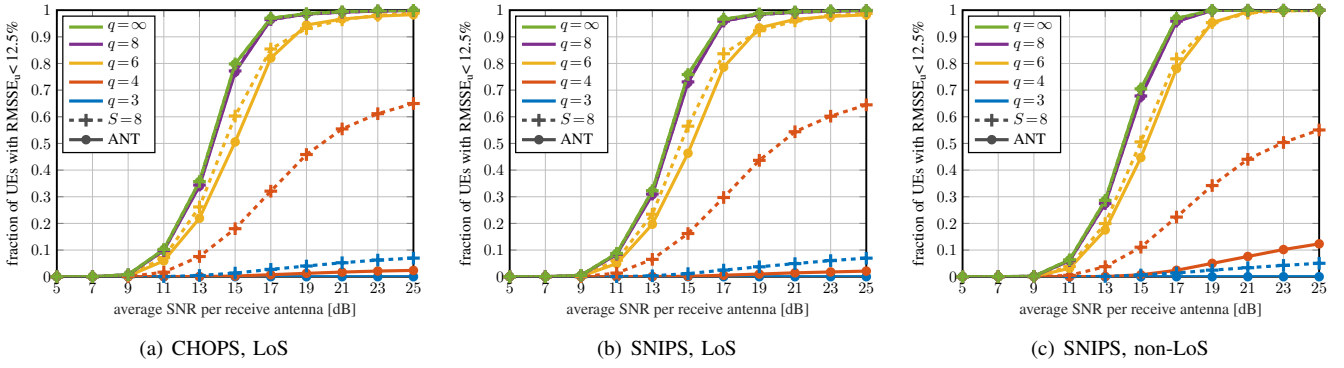 fraction of UEs with RMSSE_u < 12.5%
1
0.9
0.8
0.7
0.6
0.5
0.4
0.3
0.2
0.1
0
q=∞
q=8
q=6
q=4
q=3
S=8
ANT
5 7 9 11 13 15 17 19 21 23 25
average SNR per receive antenna [dB]
(a) CHOPS, LoS
fraction of UEs with RMSSE_u < 12.5%
1
0.9
0.8
0.7
0.6
0.5
0.4
0.3
0.2
0.1
0
q=∞
q=8
q=6
q=4
q=3
S=8
ANT
5 7 9 11 13 15 17 19 21 23 25
average SNR per receive antenna [dB]
(b) SNIPS, LoS
fraction of UEs with RMSSE_u < 12.5%
1
0.9
0.8
0.7
0.6
0.5
0.4
0.3
0.2
0.1
0
q=∞
q=8
q=6
q=4
q=3
S=8
ANT
5 7 9 11 13 15 17 19 21 23 25
average SNR per receive antenna [dB]
(c) SNIPS, non-LoS